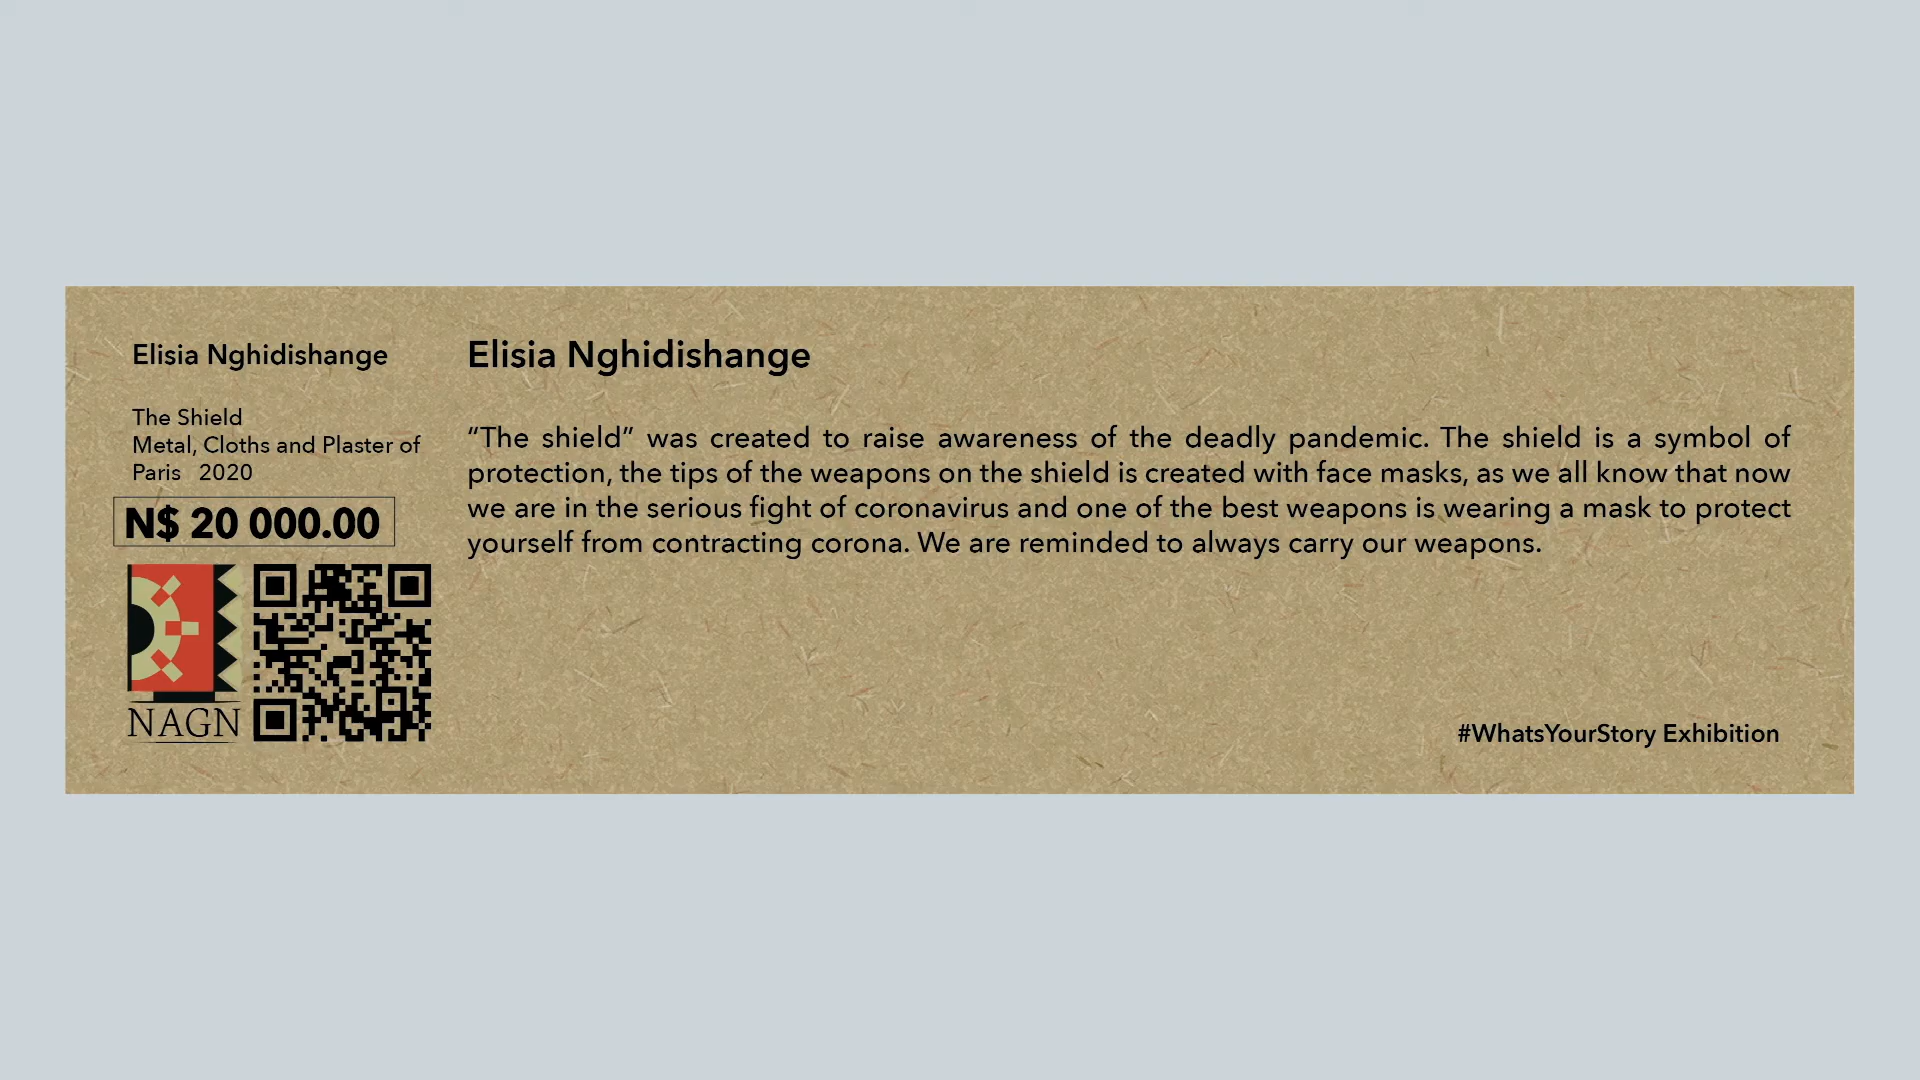 Elisia Nghidishange
The Shield
Metal, Cloths and Plaster of
Paris 2020
N$ 20 000.00
NAGN
Elisia Nghidishange
“The shield” was created to raise awareness of the deadly pandemic. The shield is a symbol of
protection, the tips of the weapons on the shield is created with face masks, as we all know that now
we are in the serious fight of coronavirus and one of the best weapons is wearing a mask to protect
yourself from contracting corona. We are reminded to always carry our weapons.
#WhatsYourStory Exhibition